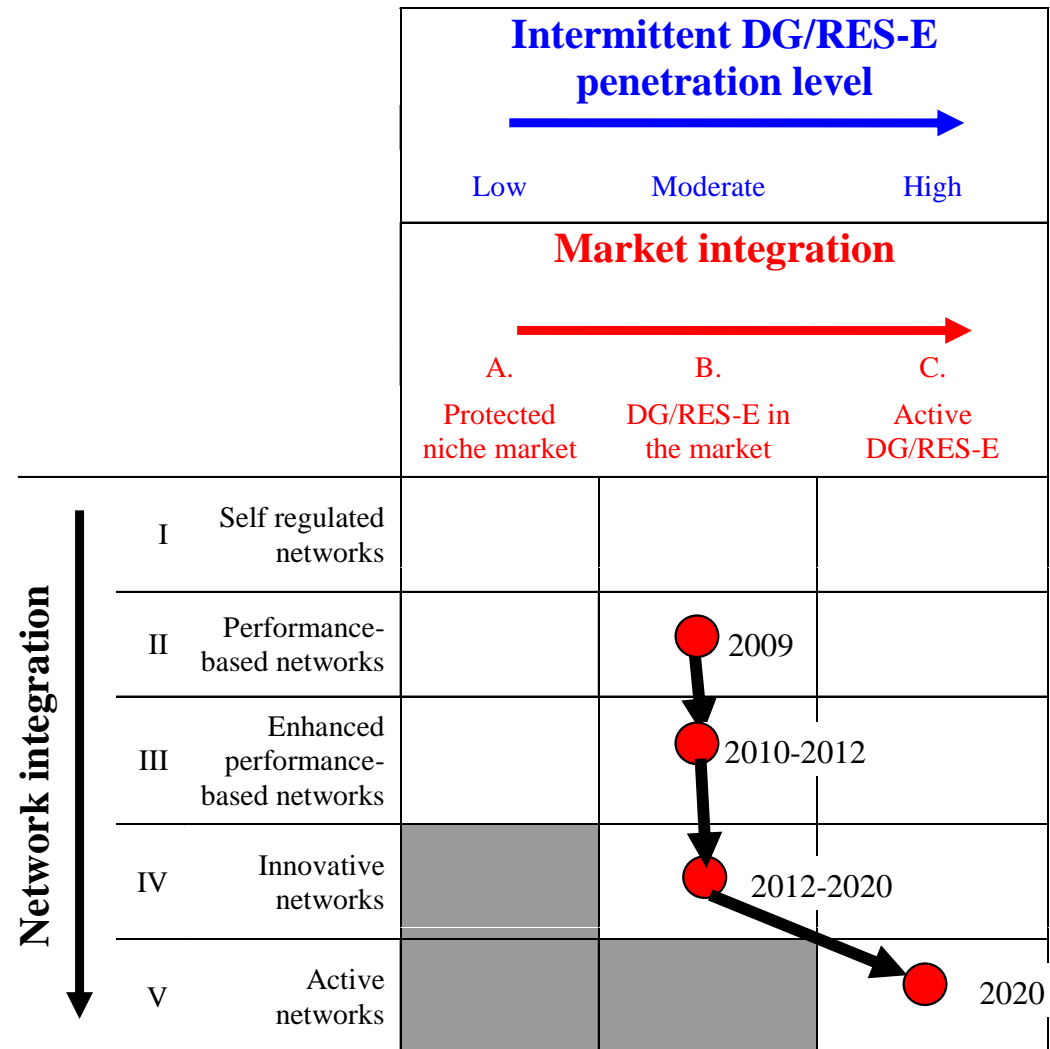 Intermittent DG/RES-E
penetration level
Low Moderate High
Market integration
A. B. C.
Protected niche market
DG/RES-E in the market
Active DG/RES-E
Network integration
I Self regulated
networks
II Performance-
based networks
2009
III Enhanced
performance-
based networks
2010-2012
IV Innovative
networks
2012-2020
V Active
networks
2020